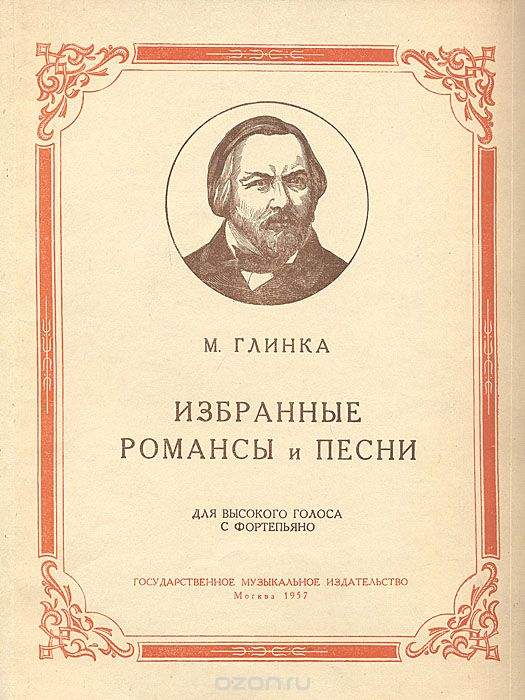 М. ГЛИНКА
ИЗБРАННЫЕ
РОМАНСЫ и ПЕСНИ
ДЛЯ ВЫСОКОГО ГОЛОСА
С ФОРТЕПЬЯНО
ГОСУДАРСТВЕННОЕ МУЗЫКАЛЬНОЕ ИЗДАТЕЛЬСТВО
Москва 1957
ozon.ru